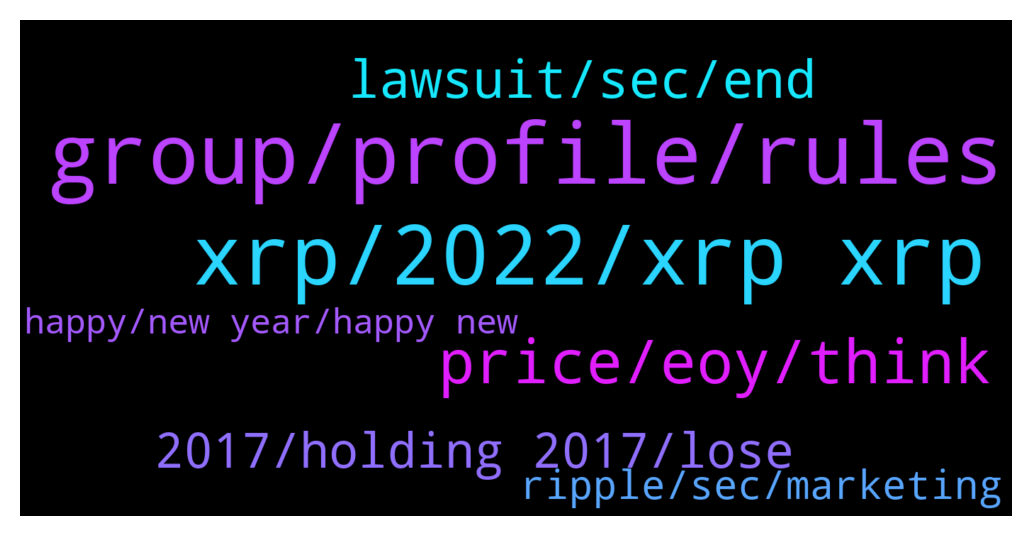 lawsuit/sec/end
group/profile/rules
xrp/2022/xrp xrp
happy/new year/happy new
price/eoy/think
2017/holding 2017/lose
ripple/sec/marketing